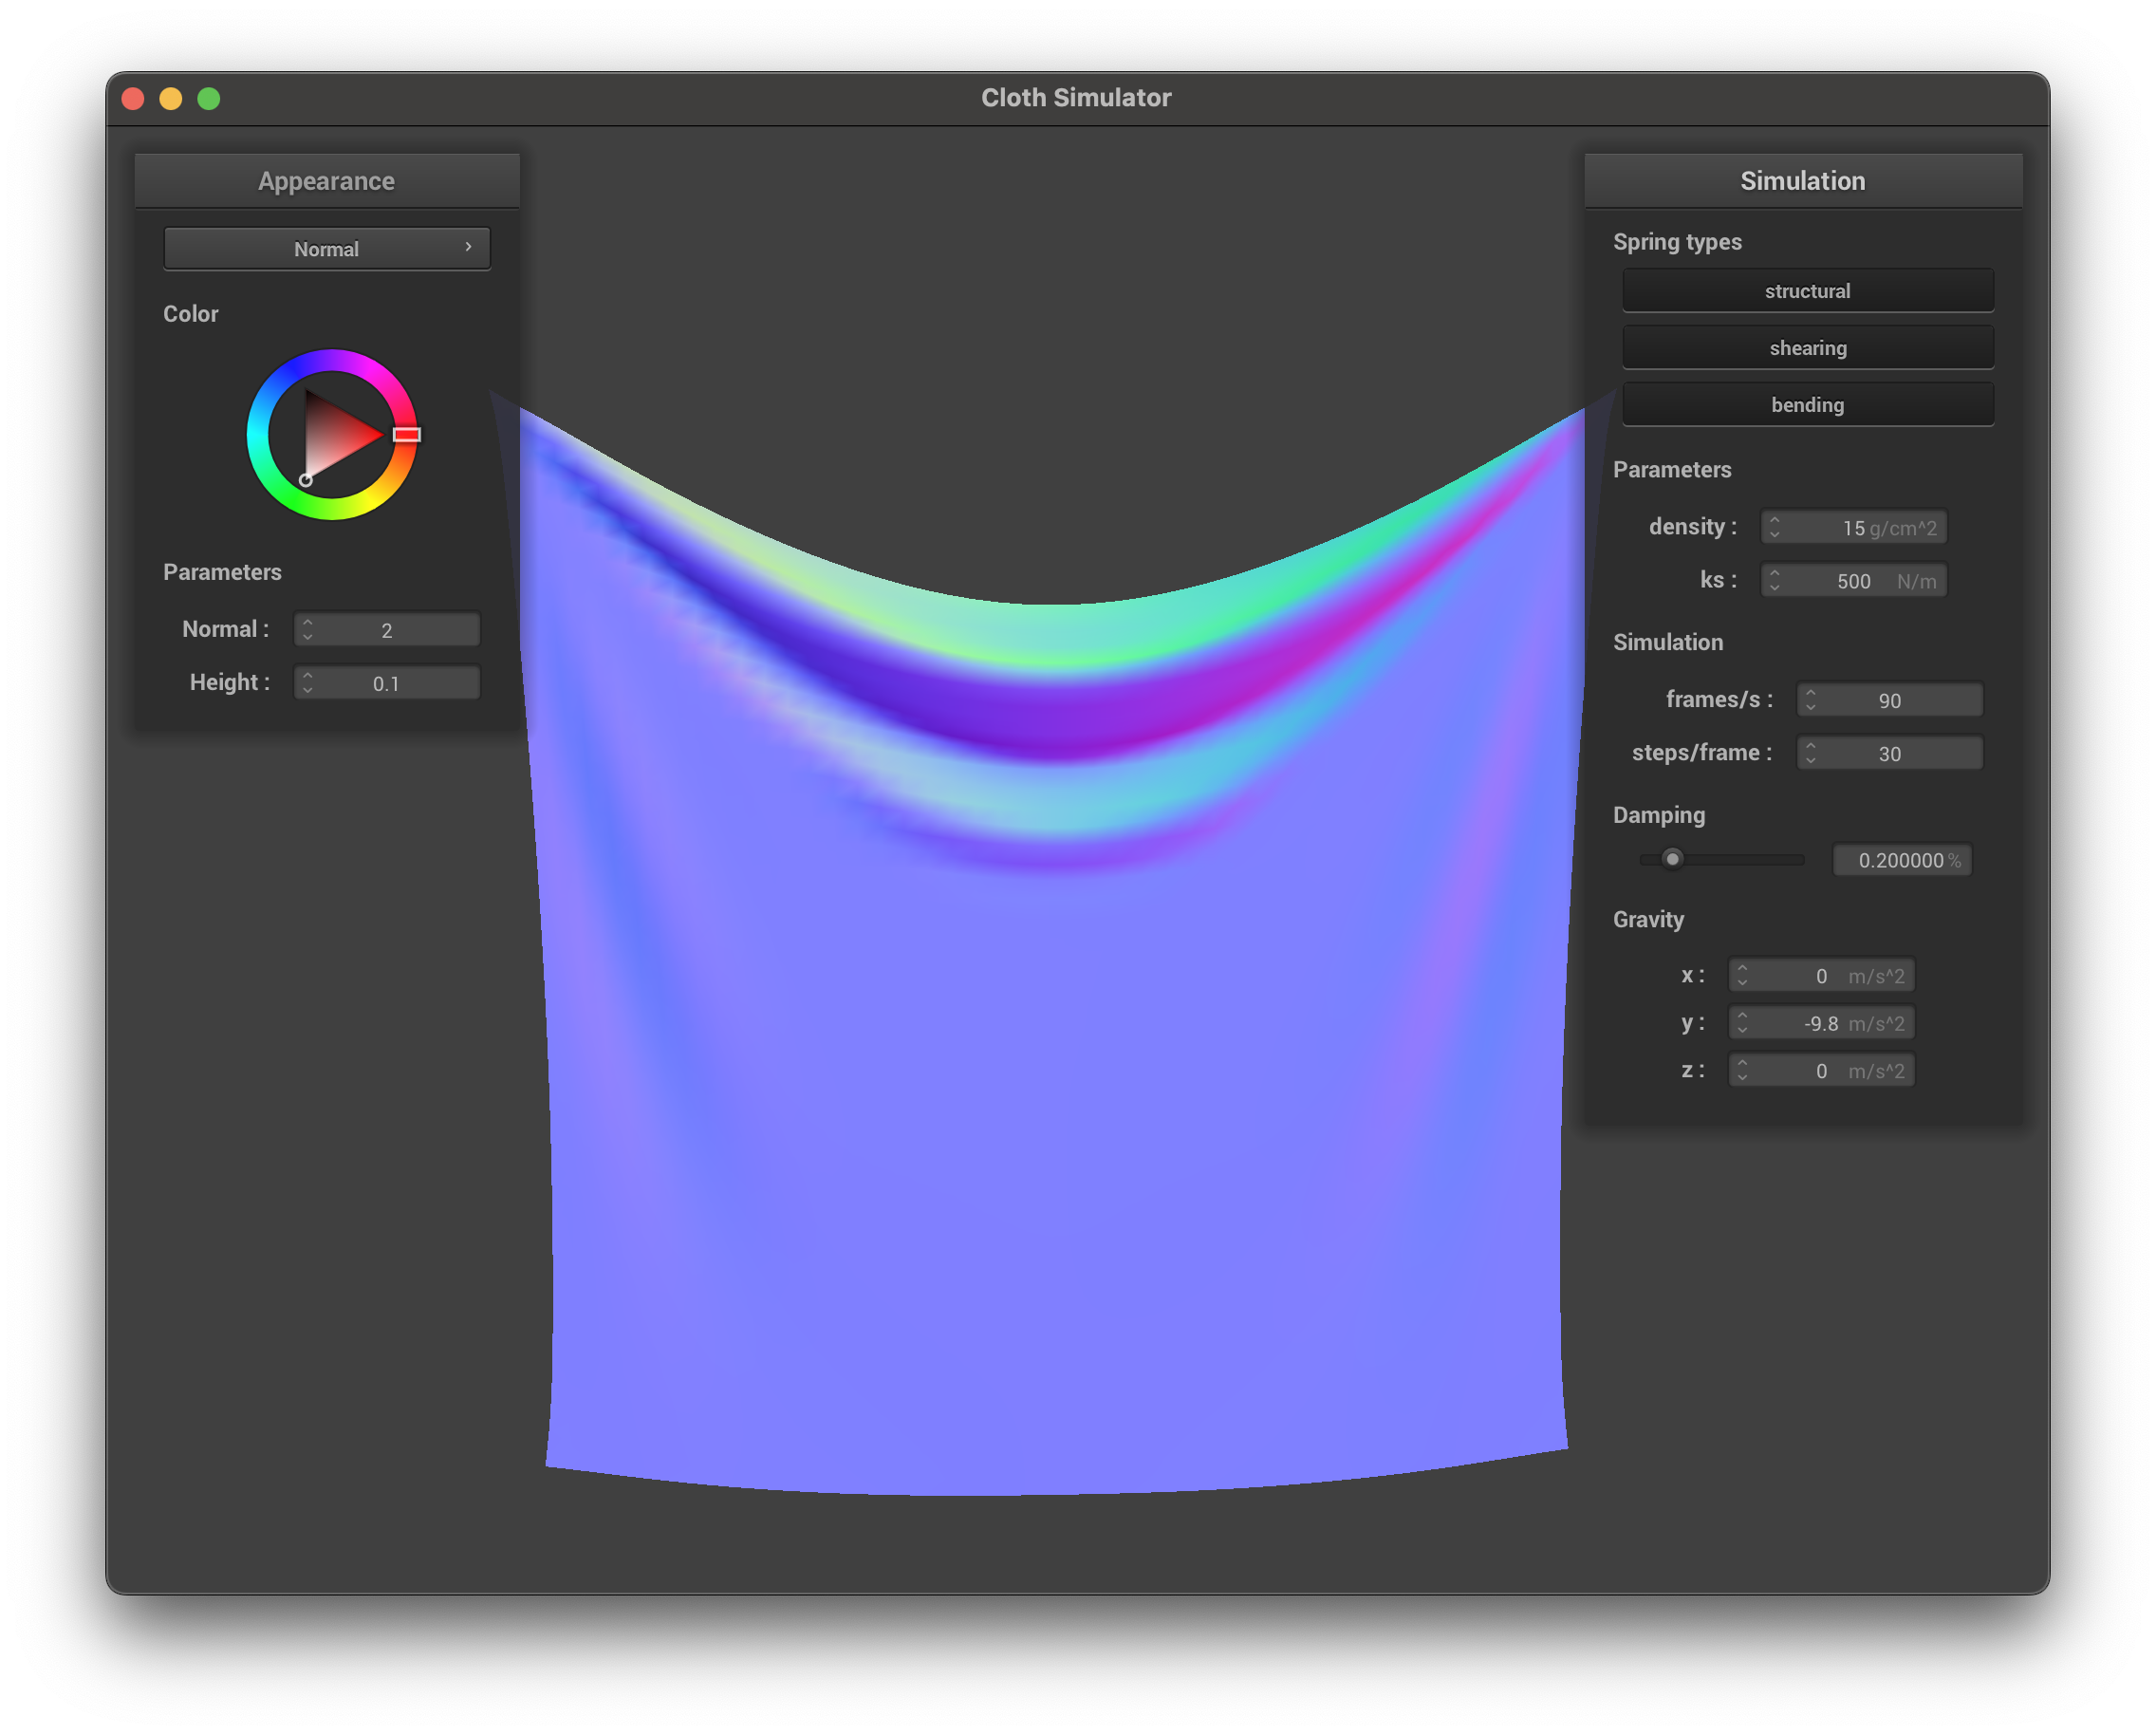 Cloth Simulator
Appearance
Normal
Color
Parameters
Normal : 2
Height : 0.1
Simulation
Spring types
structural
shearing
bending
Parameters
density : 15 g/cm^2
ks : 500 N/m
Simulation
frames/s : 90
steps/frame : 30
Damping
0.200000 %
Gravity
x : 0 m/s^2
y : -9.8 m/s^2
z : 0 m/s^2